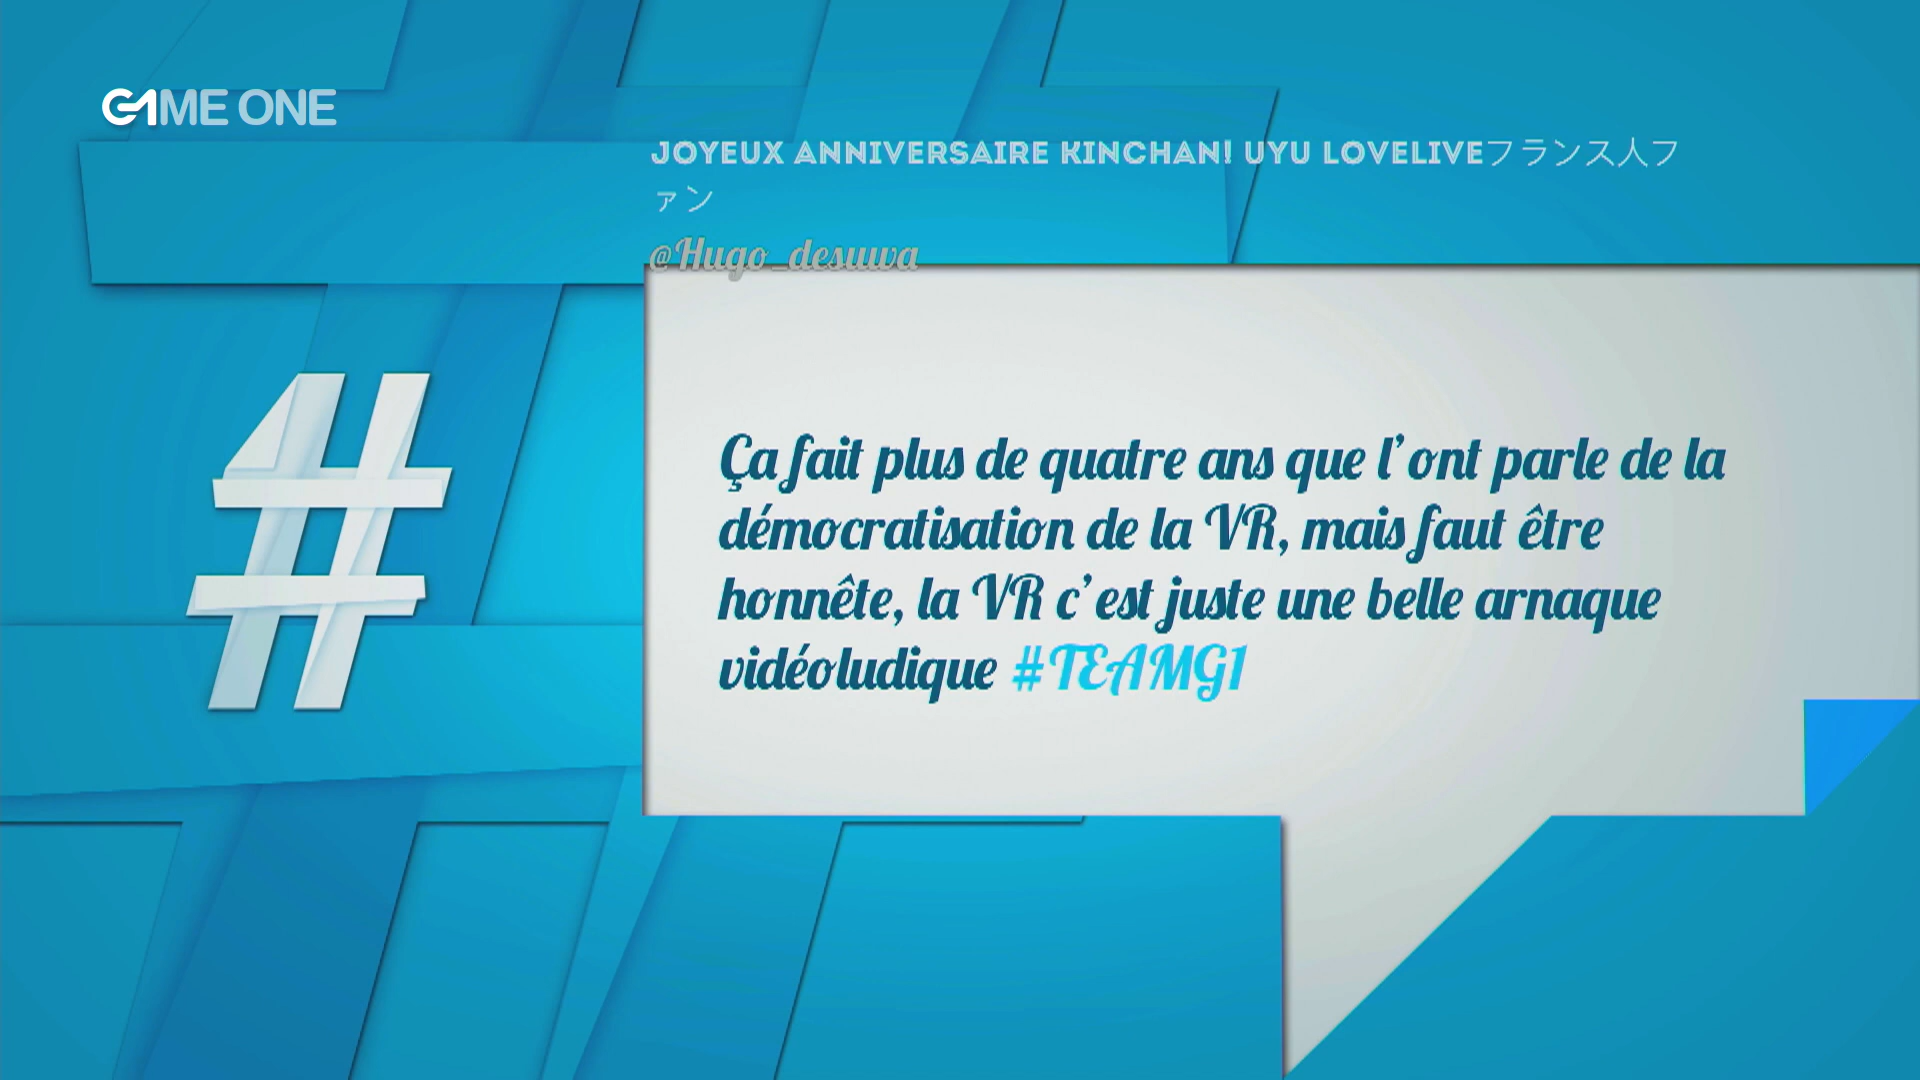 GAME ONE
JOYEUX ANNIVERSAIRE KINCHAN! UYU LOVELIVEフランス人フ
ァン
@Hugo_desuwa
Ça fait plus de quatre ans que l'ont parle de la
démocratisation de la VR, mais faut être
honnête, la VR c'est juste une belle arnaque
vidéoludique #TEAMG1